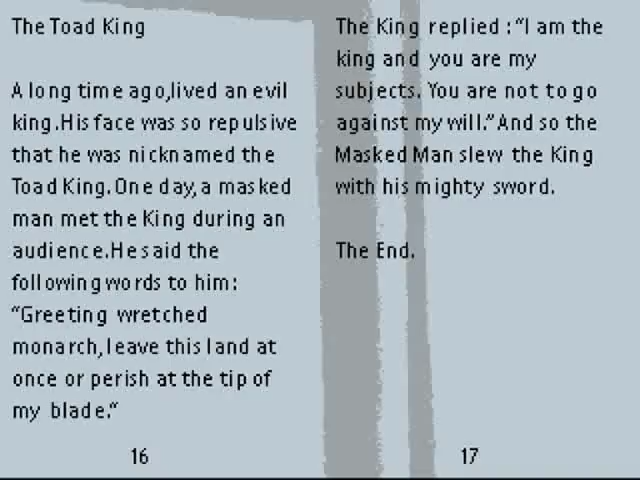 The Toad King
A long time ago,lived an evil
king.His face was so repulsive
that he was nicknamed the
Toad King. One day,a masked
man met the King during an
audience.He said the
following words to him:
“Greeting wretched
monarch,leave this land at
once or perish at the tip of
my blade.“
16
The King replied :“I am the
king and you are my
subjects. You are not to go
against my will.” And so the
Masked Man slew the King
with his mighty sword.
The End.
17